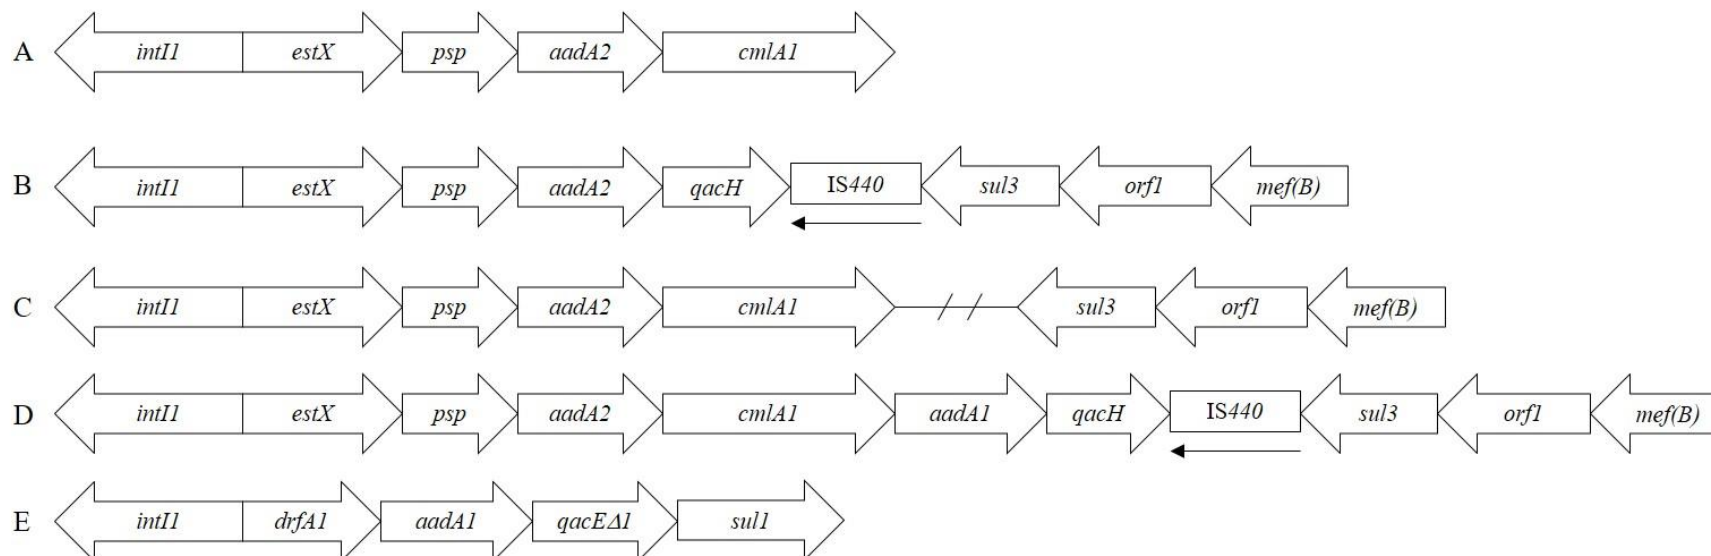 A intI1 estX psp aadA2 cmlA1
B intI1 estX psp aadA2 qacH IS440 sul3 orf1 mef(B)
C intI1 estX psp aadA2 cmlA1 sul3 orf1 mef(B)
D intI1 estX psp aadA2 cmlA1 aadA1 qacH IS440 sul3 orf1 mef(B)
E intI1 drfA1 aadA1 qacEΔ1 sul1